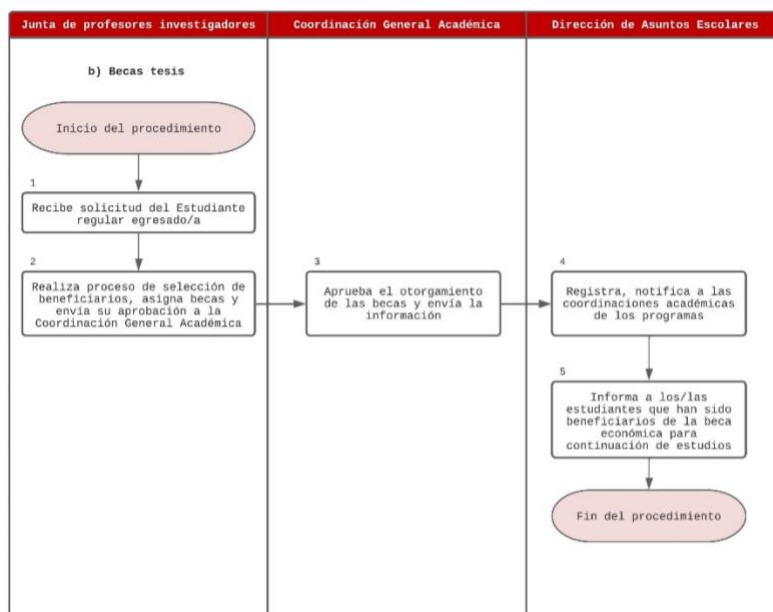 Junta de profesores investigadores
Coordinación General Académica
Dirección de Asuntos Escolares
b) Becas tesis
Inicio del procedimiento
1
Recibe solicitud del Estudiante
regular egresado/a
2
Realiza proceso de selección de
beneficiarios, asigna becas y
envía su aprobación a la
Coordinación General Académica
3
Aprueba el otorgamiento
de las becas y envía la
información
4
Registra, notifica a las
coordinaciones académicas
de los programas
5
Informa a los/las
estudiantes que han sido
beneficiarios de la beca
económica para
continuación de estudios
Fin del procedimiento